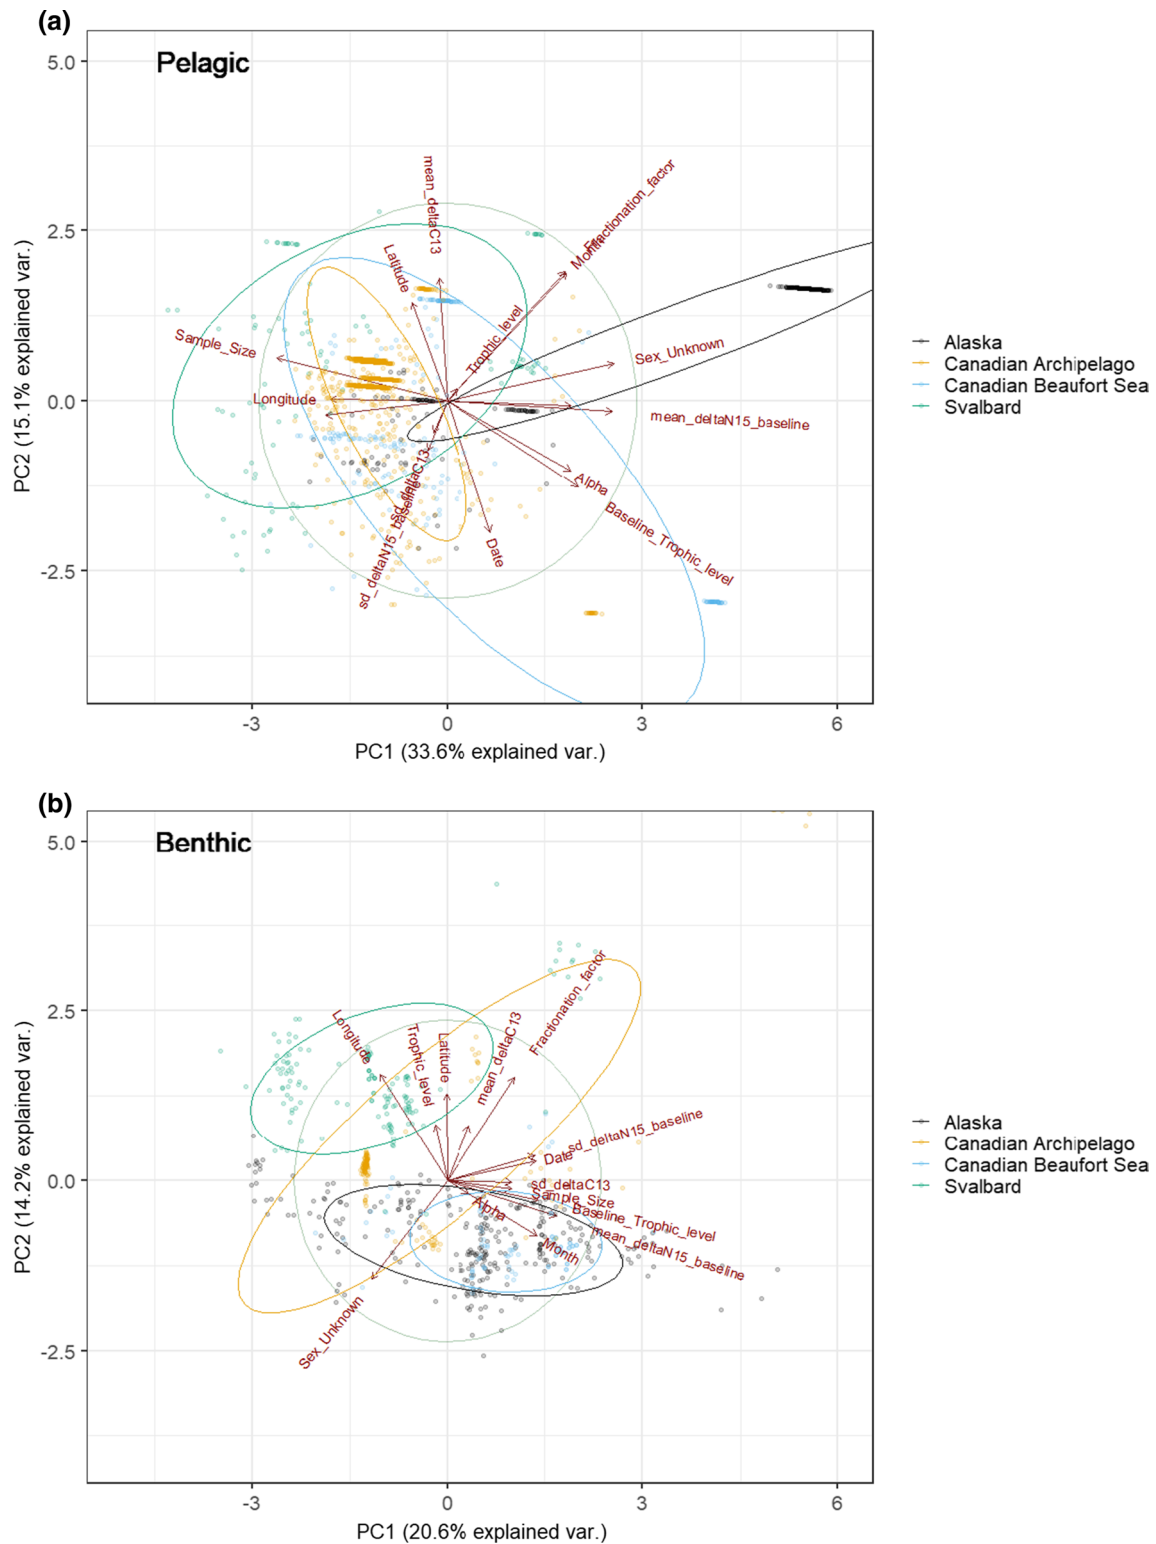 (a)
Pelagic
5.0
2.5
0.0
-2.5
-3
0
3
6
PC2 (15.1% explained var.)
PC1 (33.6% explained var.)
mean_deltaC13
Latitude
Fractionation_factor
Month
Trophic_level
Sample_Size
Sex_Unknown
Longitude
mean_deltaN15_baseline
Alpha
Baseline_Trophic_level
sd_deltaC13
sd_deltaN15_baseline
Date
Alaska
Canadian Archipelago
Canadian Beaufort Sea
Svalbard
(b)
Benthic
5.0
2.5
0.0
-2.5
-3
0
3
6
PC2 (14.2% explained var.)
PC1 (20.6% explained var.)
Longitude
Trophic_level
Latitude
mean_deltaC13
Fractionation_factor
sd_deltaN15_baseline
Date
sd_deltaC13
Sample_Size
Alpha
Baseline_Trophic_level
mean_deltaN15_baseline
Month
Sex_Unknown
Alaska
Canadian Archipelago
Canadian Beaufort Sea
Svalbard